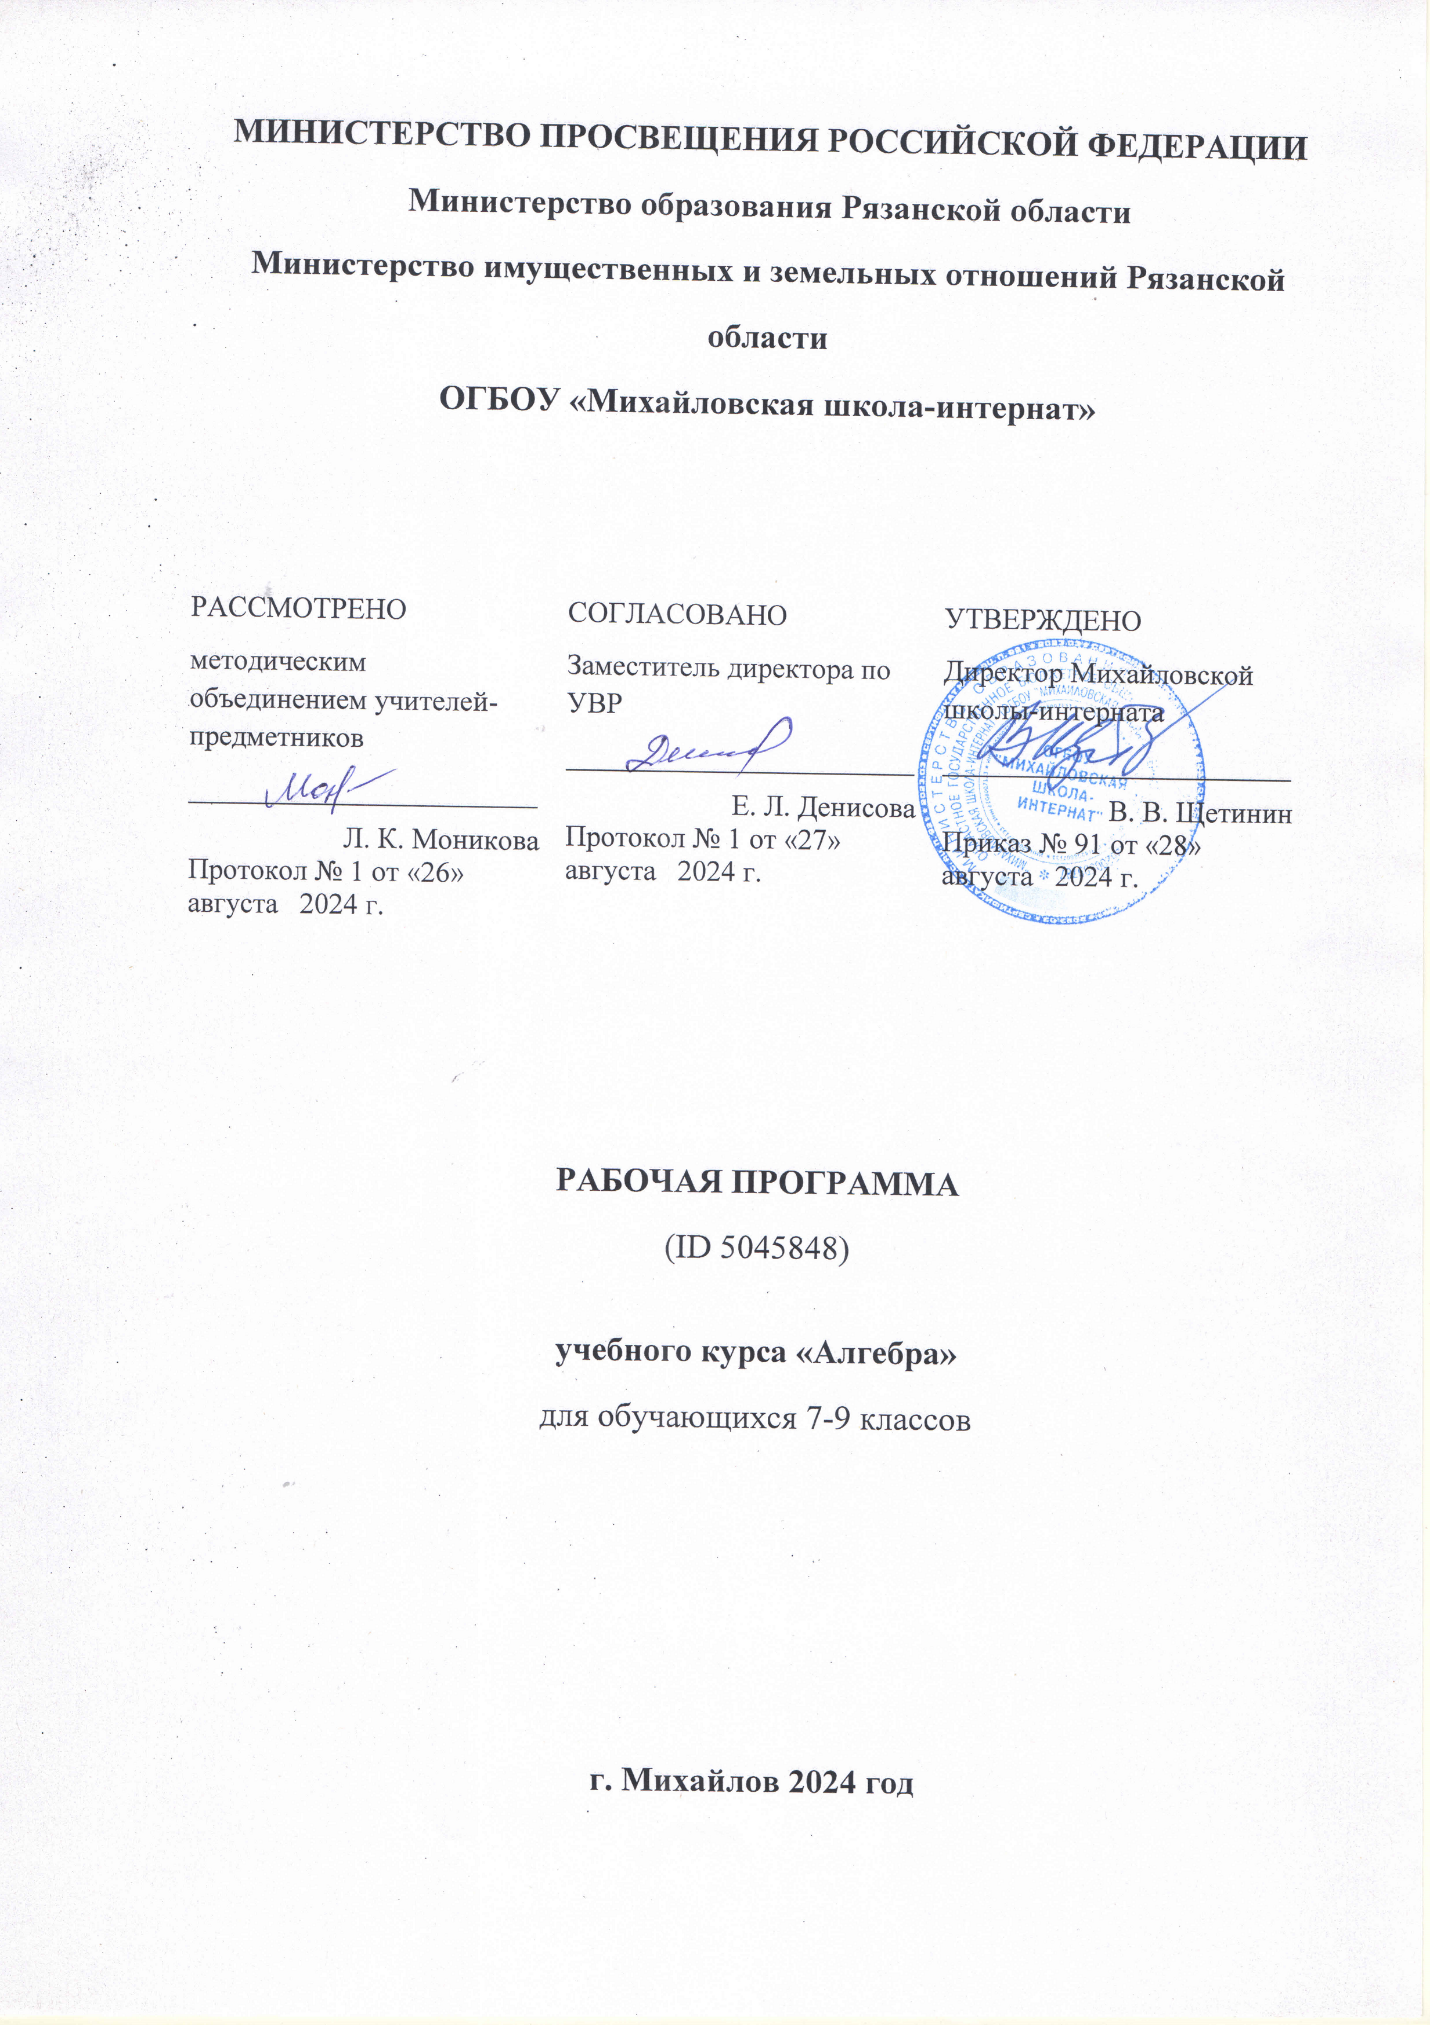 МИНИСТЕРСТВО ПРОСВЕЩЕНИЯ РОССИЙСКОЙ ФЕДЕРАЦИИ
Министерство образования Рязанской области
Министерство имущественных и земельных отношений Рязанской
области
ОГБОУ «Михайловская школа-интернат»
РАССМОТРЕНО
методическим
объединением учителей-
предметников
Л. К. Моникова
Протокол № 1 от «26»
августа 2024 г.
СОГЛАСОВАНО
Заместитель директора по
УВР
Е. Л. Денисова
Протокол № 1 от «27»
августа 2024 г.
УТВЕРЖДЕНО
Директор Михайловской
школы-интерната
В. В. Щетинин
Приказ № 91 от «28»
августа 2024 г.
ОГБОУ
"МИХАЙЛОВСКАЯ
ШКОЛА-
ИНТЕРНАТ"
РАБОЧАЯ ПРОГРАММА
(ID 5045848)
учебного курса «Алгебра»
для обучающихся 7-9 классов
г. Михайлов 2024 год